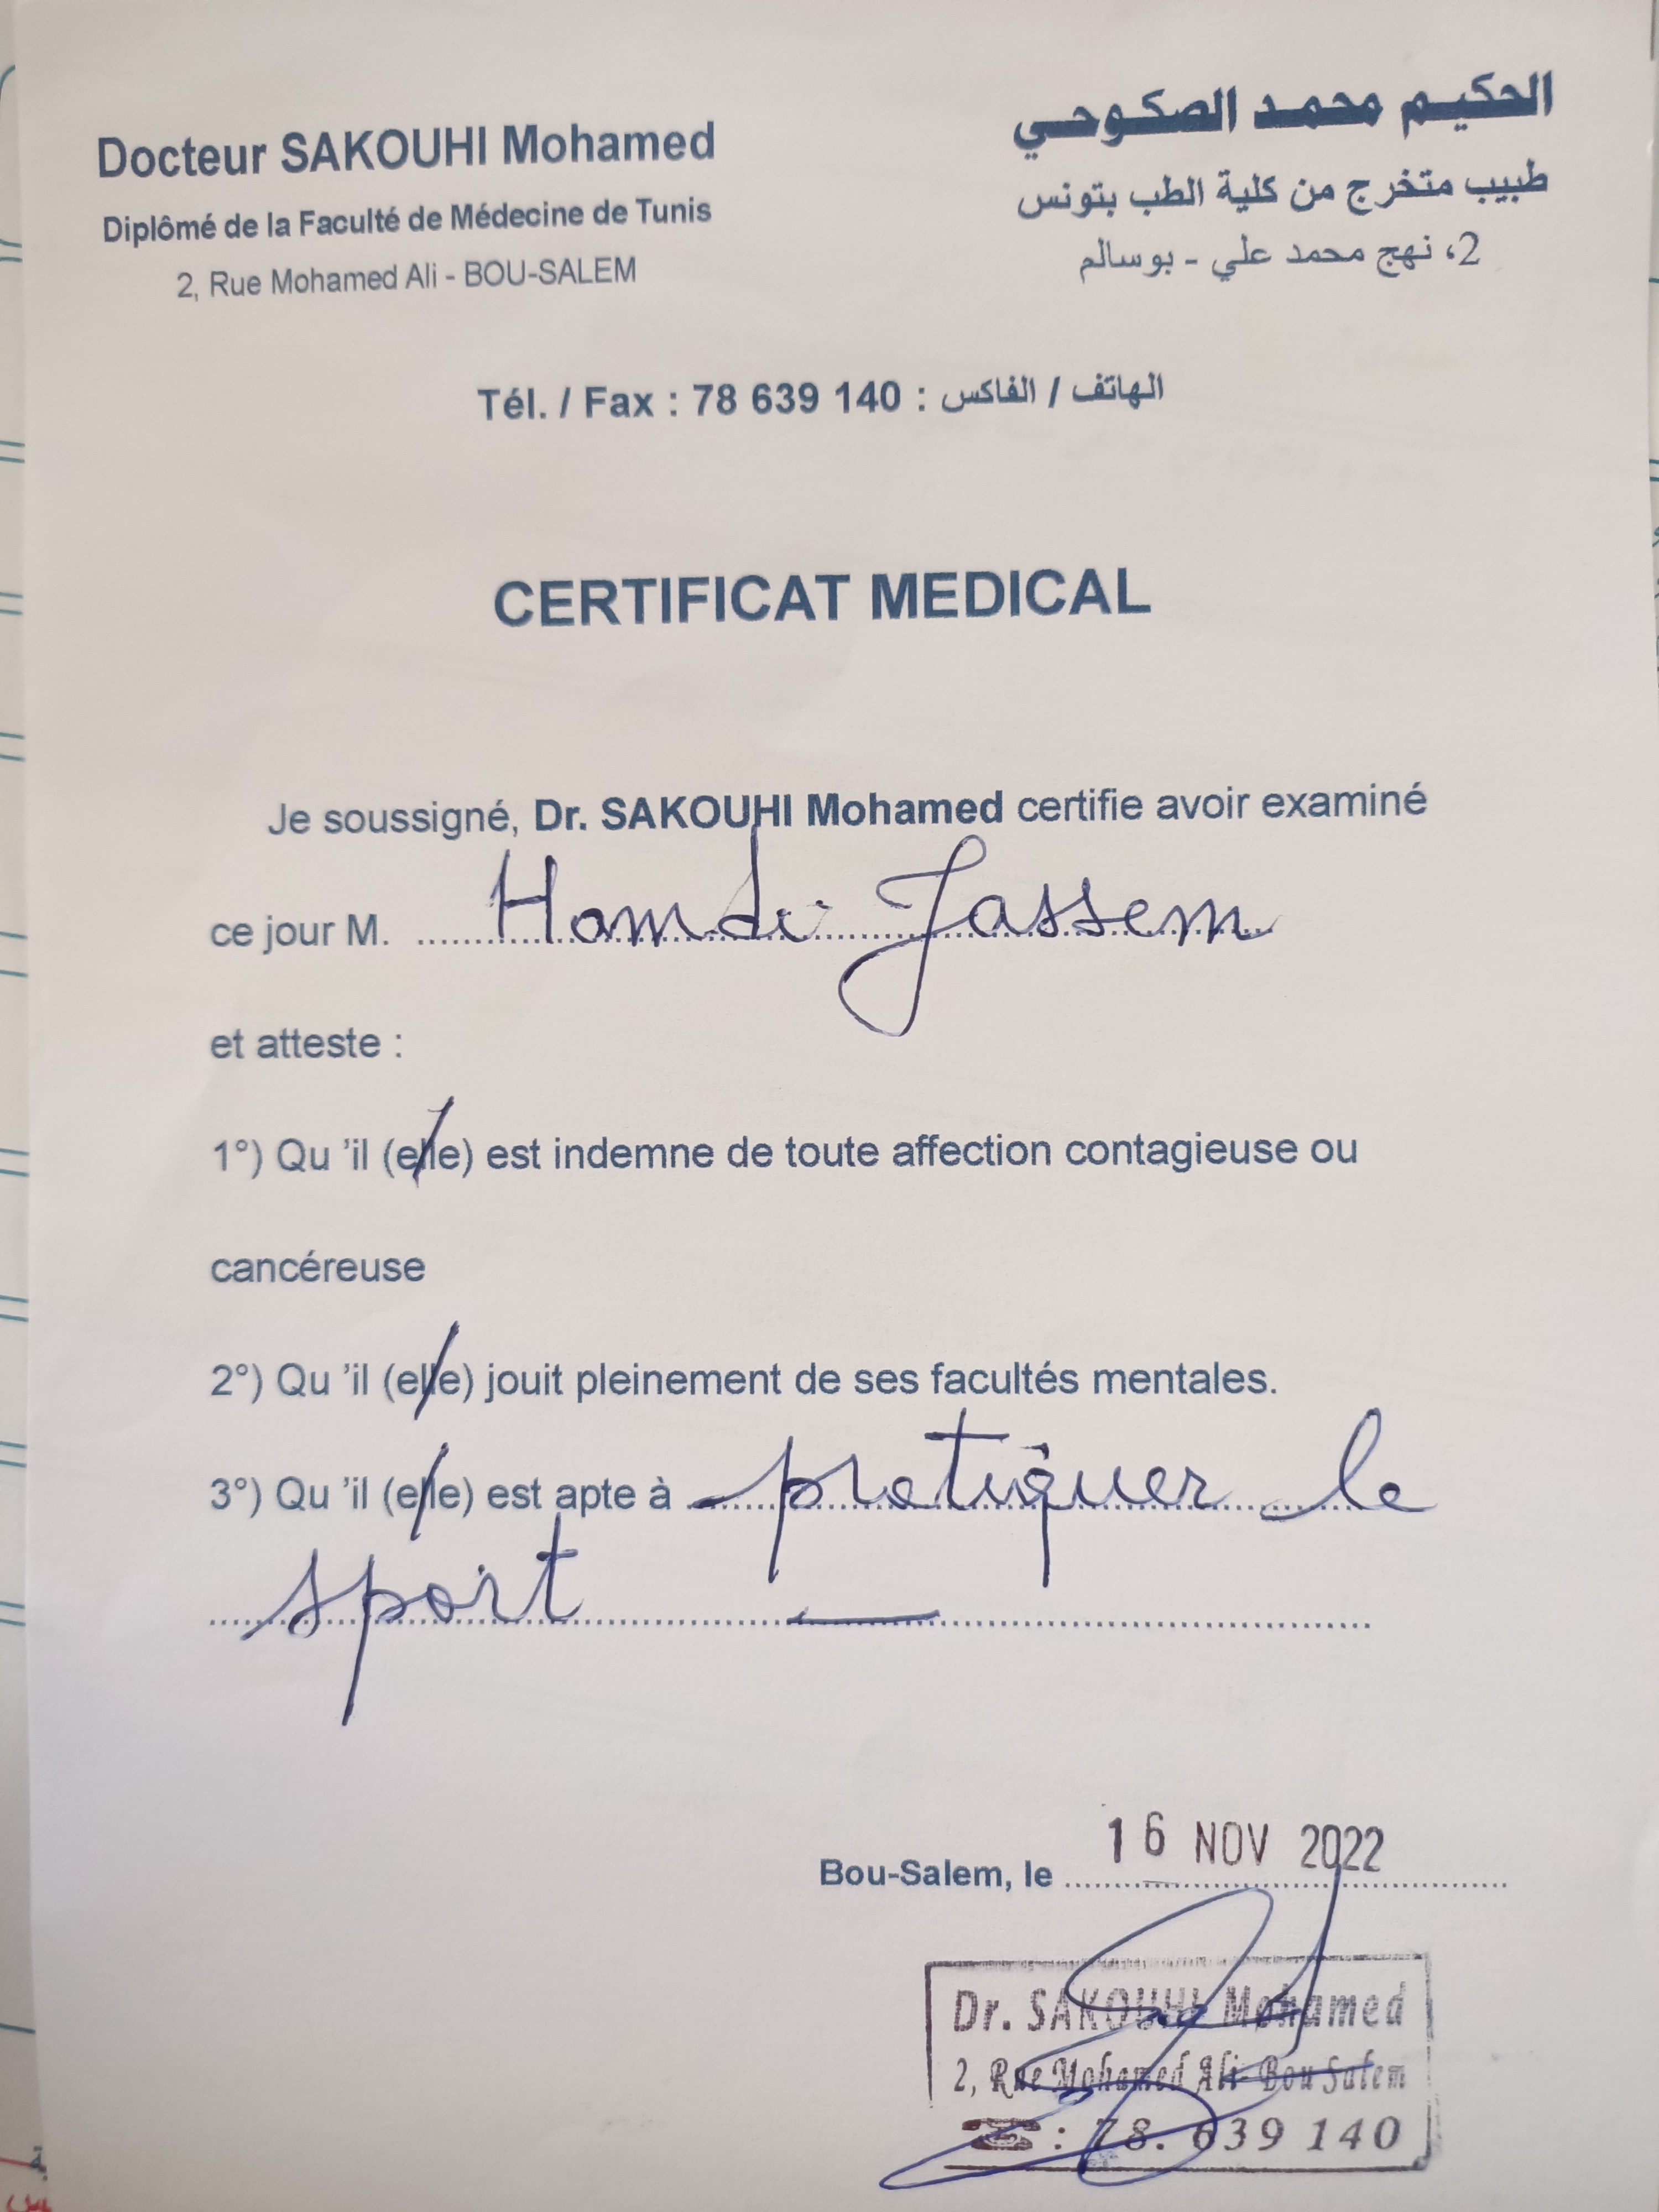 Docteur SAKOUHI Mohamed
Diplômé de la Faculté de Médecine de Tunis
2, Rue Mohamed Ali - BOU-SALEM
الحكيم محمد الصكوحي
طبيب متخرج من كلية الطب بتونس
2، نهج محمد علي - بوسالم
Tél. / Fax : 78 639 140 : الهاتف / الفاكس
CERTIFICAT MEDICAL
Je soussigné, Dr. SAKOUHI Mohamed certifie avoir examiné
ce jour M. Hamdi Jassem
et atteste :
1°) Qu 'il (elle) est indemne de toute affection contagieuse ou
cancéreuse
2°) Qu 'il (elle) jouit pleinement de ses facultés mentales.
3°) Qu 'il (elle) est apte à pratiquer le
sport
Bou-Salem, le 16 NOV 2022
Dr. SAKOUHI Mohamed
2, Rue Mohamed Ali - Bou Salem
☎ : 78. 639 140